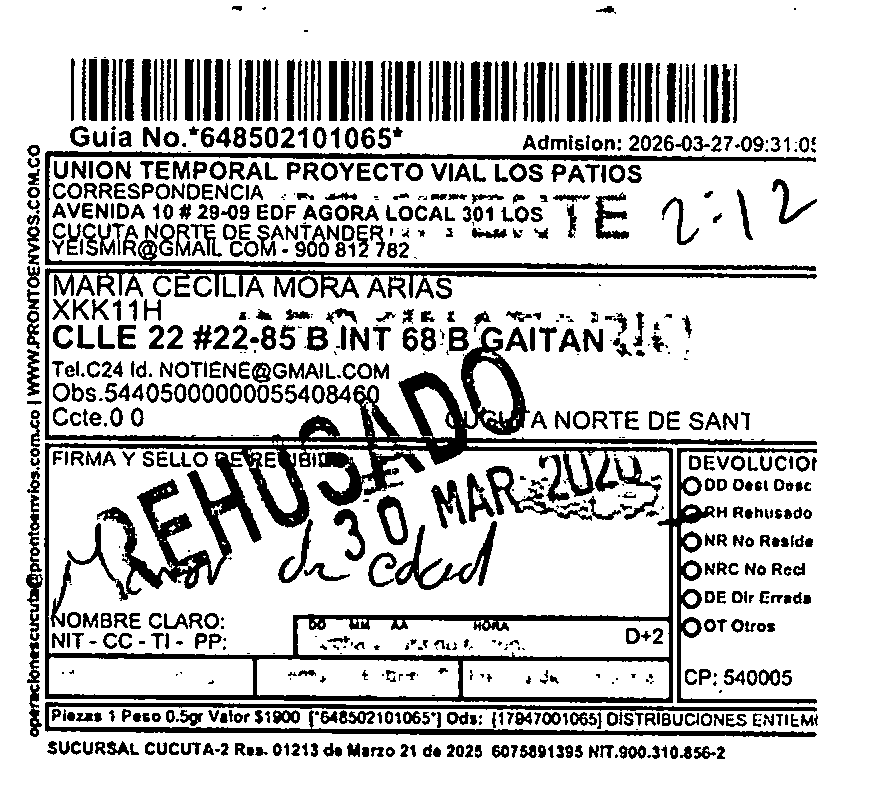 Guia No.*648502101065*
Admision: 2026-03-27-09:31:05
operacionescucuta@prontoenvios.com.co | WWW.PRONTOENVIOS.COM.CO
UNION TEMPORAL PROYECTO VIAL LOS PATIOS
CORRESPONDENCIA
AVENIDA 10 # 29-09 EDF AGORA LOCAL 301 LOS
CUCUTA NORTE DE SANTANDER
YEISMIR@GMAIL COM - 900 812 782
TE
2:12
MARIA CECILIA MORA ARIAS
XKK11H
CLLE 22 #22-85 B INT 68 B GAITAN
Tel.C24 Id. NOTIENE@GMAIL.COM
Obs.54405000000055408460
Ccte.0 0
CUCUTA NORTE DE SANT
REHUSADO
30 MAR 2026
FIRMA Y SELLO DE RECIBIDO
de edad
DEVOLUCION
DD Dest Desc
RH Rehusado
NR No Reside
NRC No Recl
DE Dir Errada
OT Otros
NOMBRE CLARO:
NIT - CC - TI - PP:
DD MM AA HORA
D+2
CP: 540005
Piezas 1 Peso 0.5gr Valor $1900 [*648502101065*] Ods: [17947001065] DISTRIBUCIONES ENTIEM
SUCURSAL CUCUTA-2 Res. 01213 de Marzo 21 de 2025 6075891395 NIT.900.310.856-2